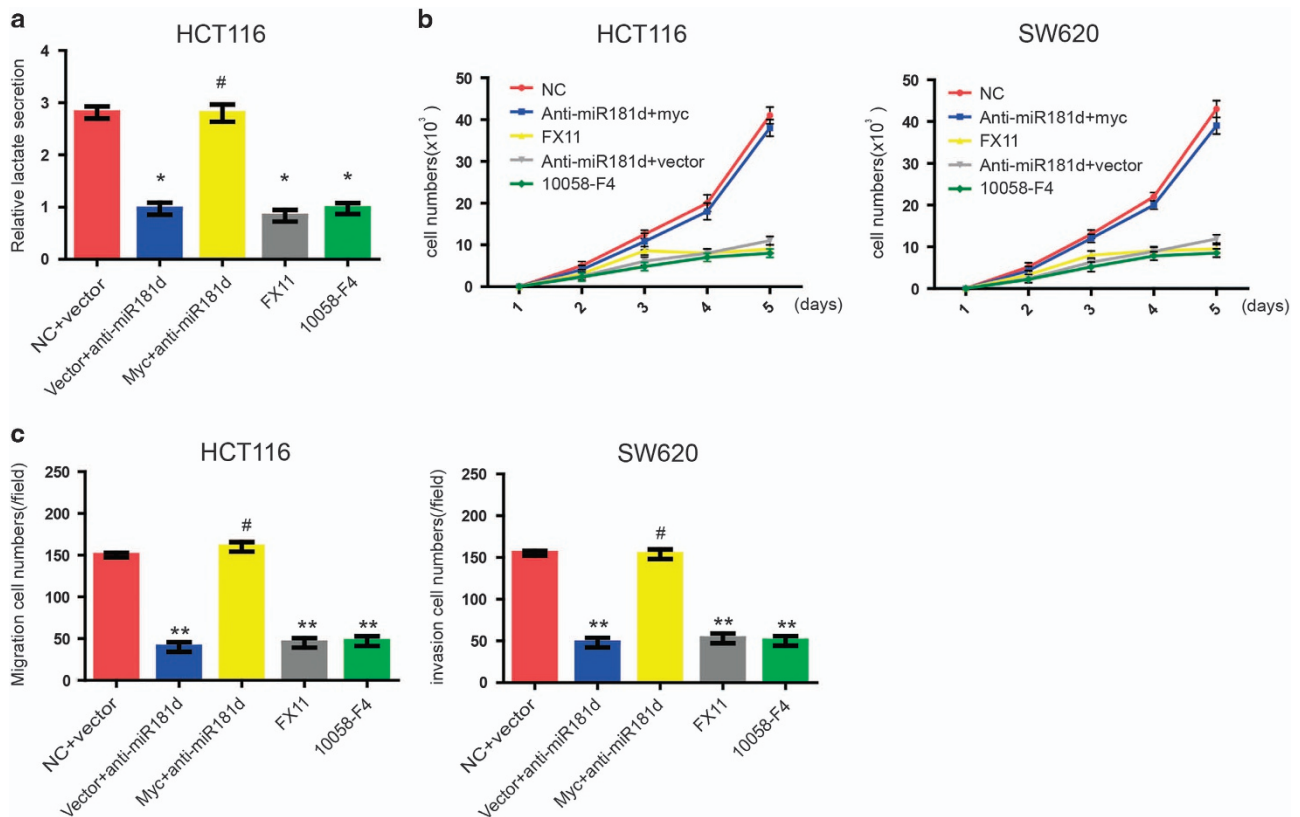 a
HCT116
Relative lactate secretion
4
3
2
1
0
#
*
*
*
NC+vector
Vector+anti-miR181d
Myc+anti-miR181d
FX11
10058-F4
b
HCT116
cell numbers(x10³)
50
40
30
20
10
0
NC
Anti-miR181d+myc
FX11
Anti-miR181d+vector
10058-F4
1 2 3 4 5 (days)
SW620
cell numbers(x10³)
50
40
30
20
10
0
NC
Anti-miR181d+myc
FX11
Anti-miR181d+vector
10058-F4
1 2 3 4 5 (days)
c
HCT116
Migration cell numbers(/field)
250
200
150
100
50
0
#
**
**
**
NC+vector
Vector+anti-miR181d
Myc+anti-miR181d
FX11
10058-F4
SW620
invasion cell numbers(/field)
250
200
150
100
50
0
#
**
**
**
NC+vector
Vector+anti-miR181d
Myc+anti-miR181d
FX11
10058-F4